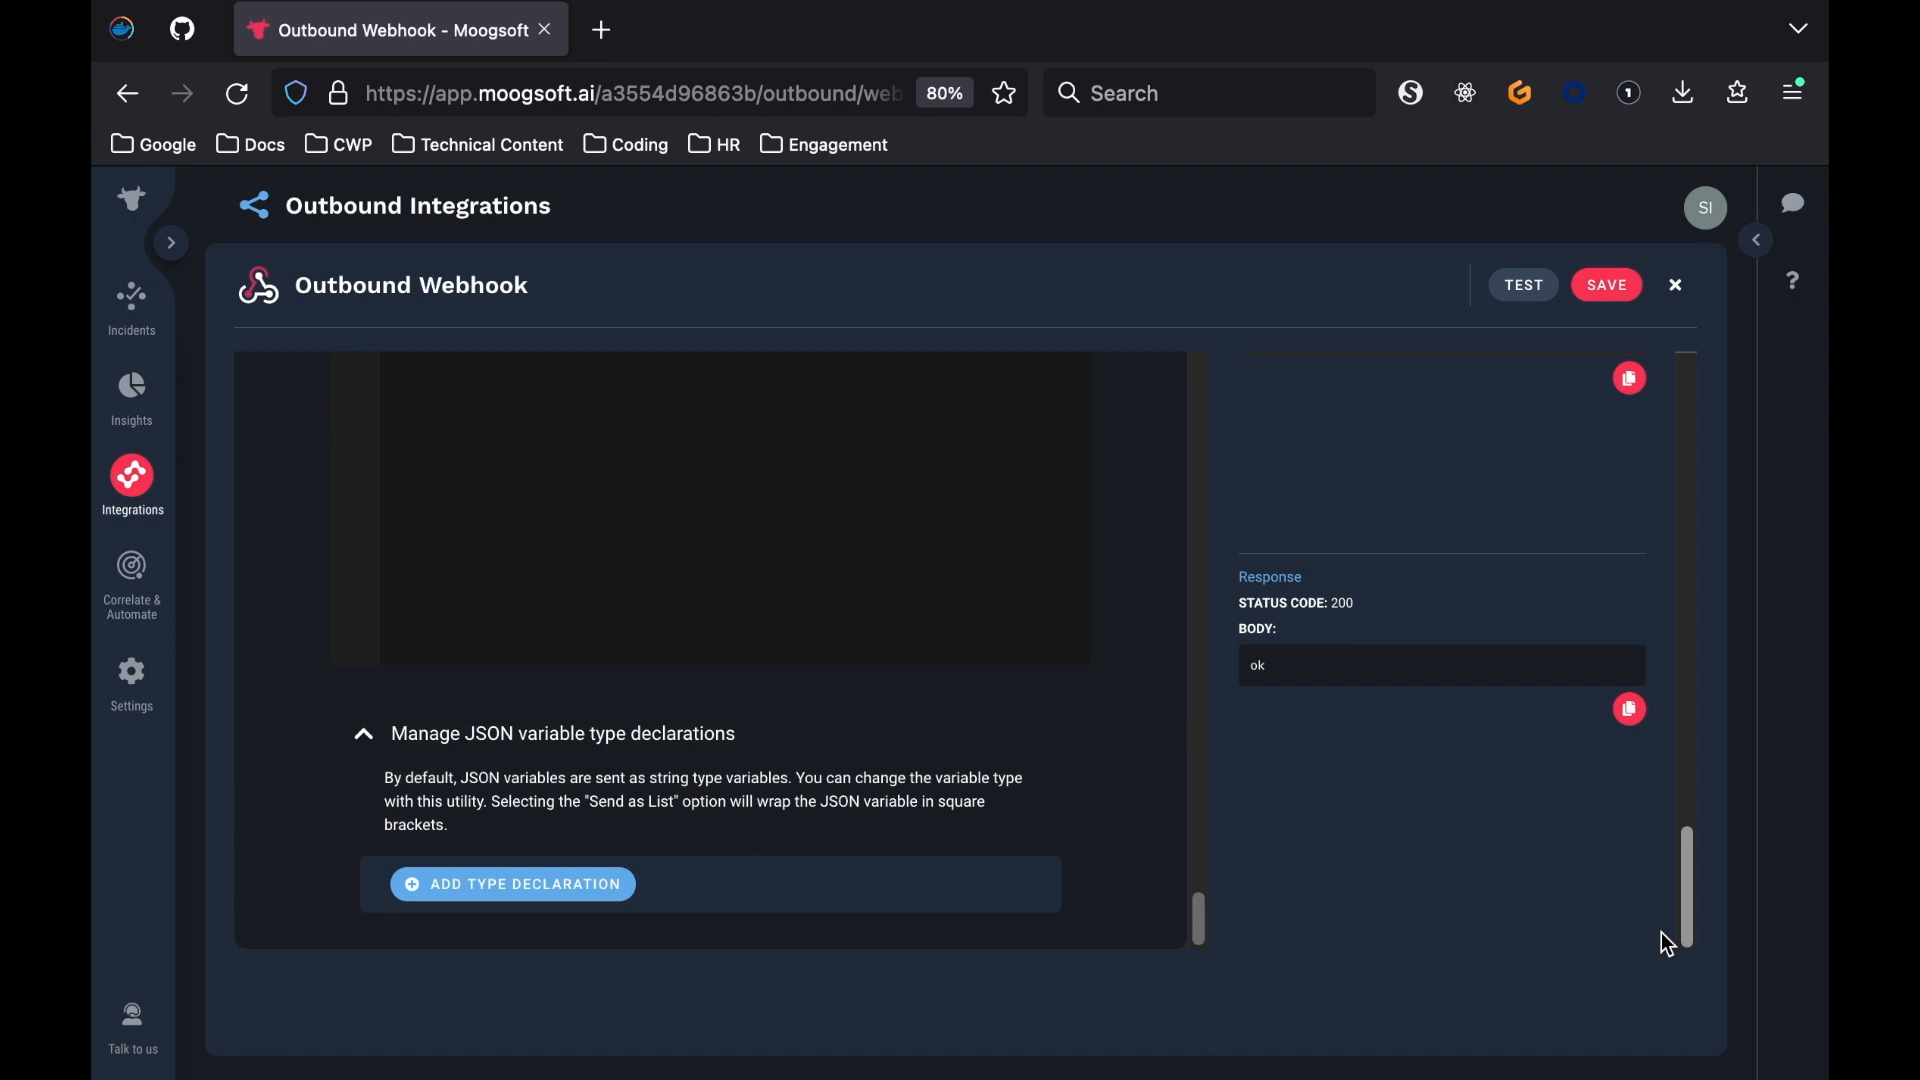 Outbound Webhook - Moogsoft
https://app.moogsoft.ai/a3554d96863b/outbound/web
80%
Search
Google
Docs
CWP
Technical Content
Coding
HR
Engagement
Outbound Integrations
SI
Outbound Webhook
TEST
SAVE
Incidents
Insights
Integrations
Correlate &
Automate
Settings
Talk to us
Response
STATUS CODE: 200
BODY:
ok
Manage JSON variable type declarations
By default, JSON variables are sent as string type variables. You can change the variable type
with this utility. Selecting the "Send as List" option will wrap the JSON variable in square
brackets.
ADD TYPE DECLARATION